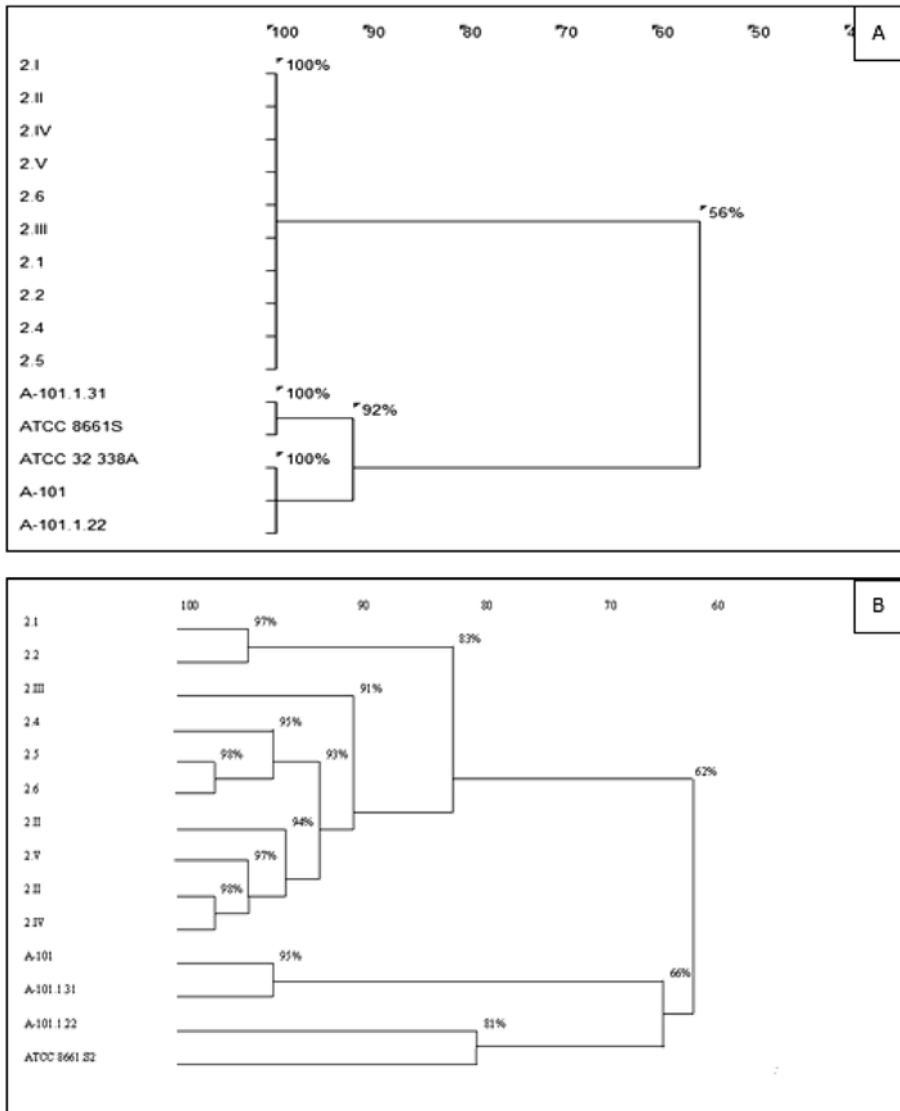 100 90 80 70 60 50 4
A
2.I 100%
2.II
2.IV
2.V
2.6
56%
2.III
2.1
2.2
2.4
2.5
A-101.1.31 100%
92%
ATCC 8661S
ATCC 32 338A 100%
A-101
A-101.1.22
100 90 80 70 60
B
2.1 97%
83%
2.2
2.III 91%
2.4 95%
2.5 98% 93%
62%
2.6
2.II 94%
2.V 97%
2.II 98%
2.IV
A-101 95%
66%
A-101.1.31
A-101.1.22 81%
ATCC 8661.S2